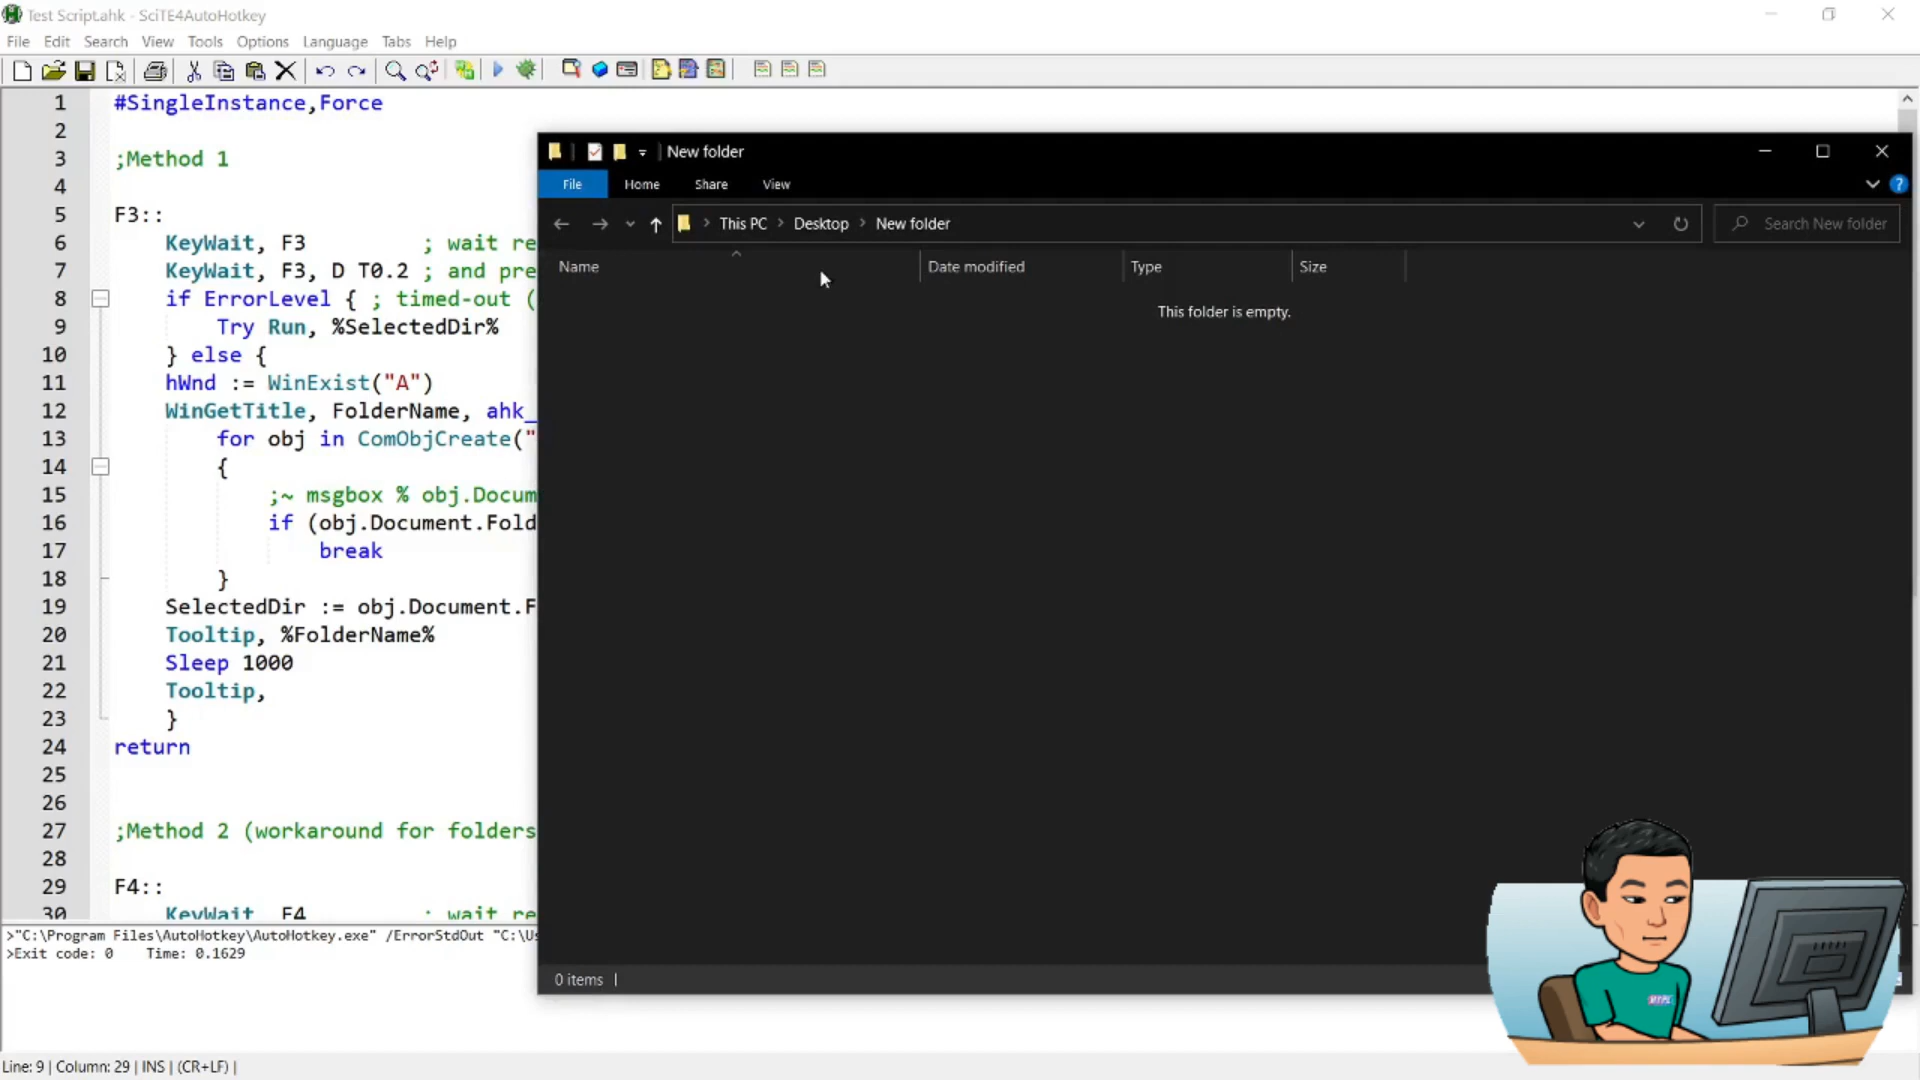 Test Script.ahk - SciTE4AutoHotkey
File Edit Search View Tools Options Language Tabs Help
1 #SingleInstance,Force
2
3 ;Method 1
4
5 F3::
6 KeyWait, F3 ; wait re
7 KeyWait, F3, D T0.2 ; and pre
8 if ErrorLevel { ; timed-out (
9 Try Run, %SelectedDir%
10 } else {
11 hWnd := WinExist("A")
12 WinGetTitle, FolderName, ahk_
13 for obj in ComObjCreate("
14 {
15 ;~ msgbox % obj.Docum
16 if (obj.Document.Fold
17 break
18 }
19 SelectedDir := obj.Document.F
20 Tooltip, %FolderName%
21 Sleep 1000
22 Tooltip,
23 }
24 return
25
26
27 ;Method 2 (workaround for folders
28
29 F4::
30 KeyWait, F4 ; wait re
>"C:\Program Files\AutoHotkey\AutoHotkey.exe" /ErrorStdOut "C:\Us
>Exit code: 0 Time: 0.1629
Line: 9 | Column: 29 | INS | (CR+LF) |
New folder
File Home Share View
This PC > Desktop > New folder
Search New folder
Name Date modified Type Size
This folder is empty.
0 items